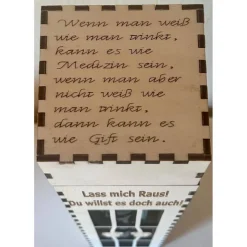 Wenn man weiß
wie man trinkt,
kann es wie
Medizin sein,
wenn man aber
nicht weiß wie
man trinkt,
dann kann es
wie Gift sein.
Lass mich Raus!
Du willst es doch auch!